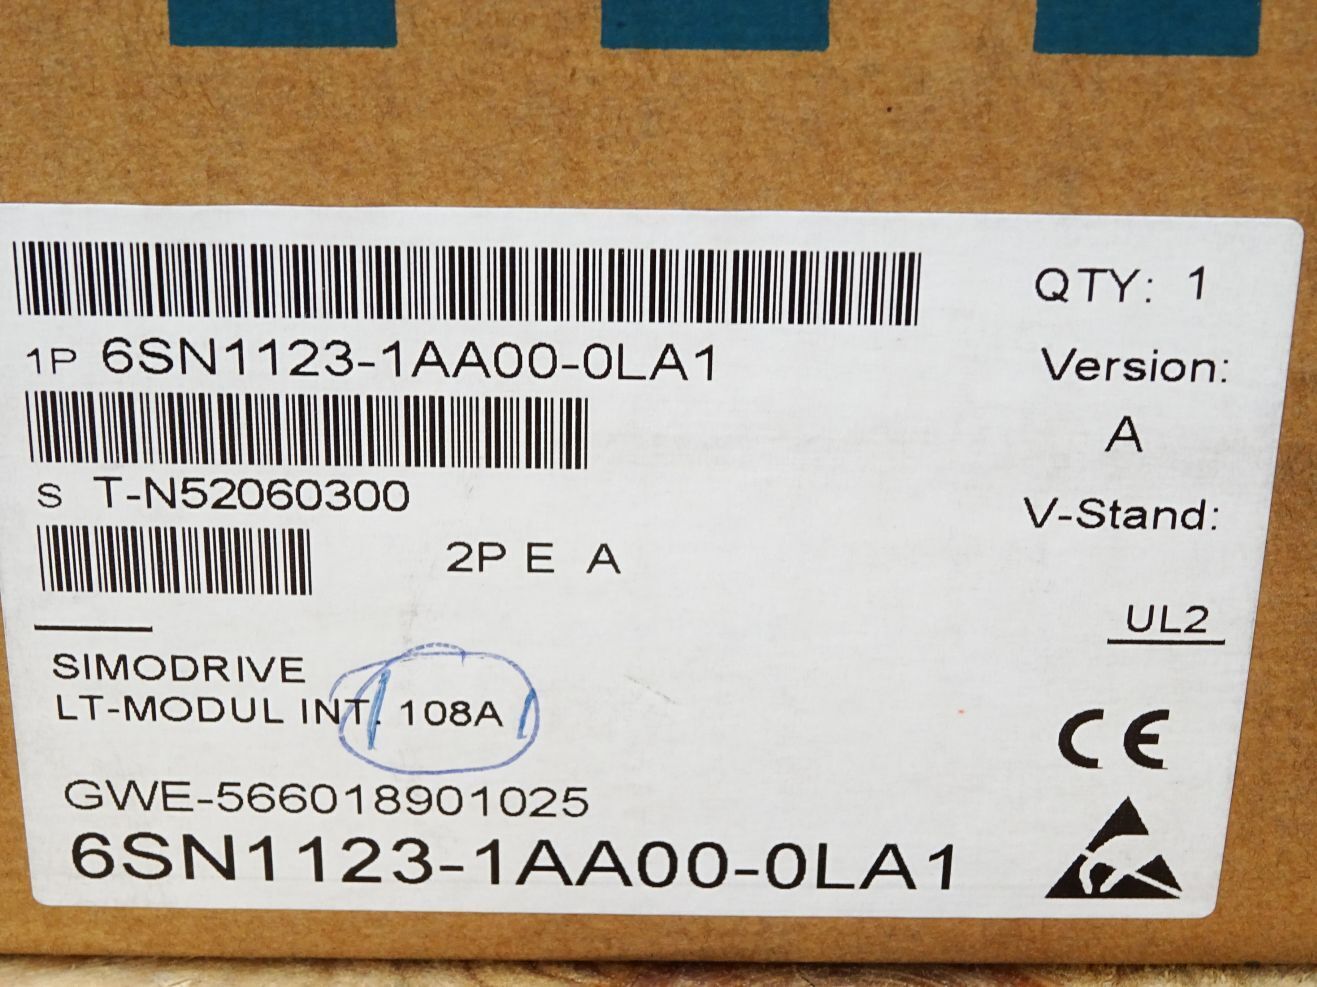 QTY: 1
1P 6SN1123-1AA00-0LA1
Version:
A
S T-N52060300
V-Stand:
2P E A
UL2
SIMODRIVE
LT-MODUL INT. 108A
CE
GWE-566018901025
6SN1123-1AA00-0LA1